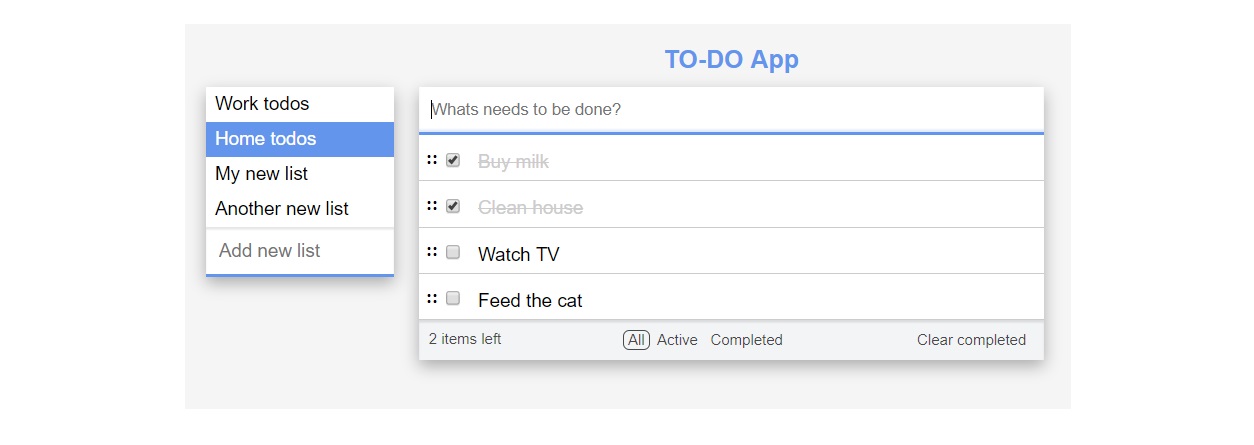 TO-DO App
Work todos
Home todos
My new list
Another new list
Add new list
Whats needs to be done?
Buy milk
Clean house
Watch TV
Feed the cat
2 items left All Active Completed Clear completed